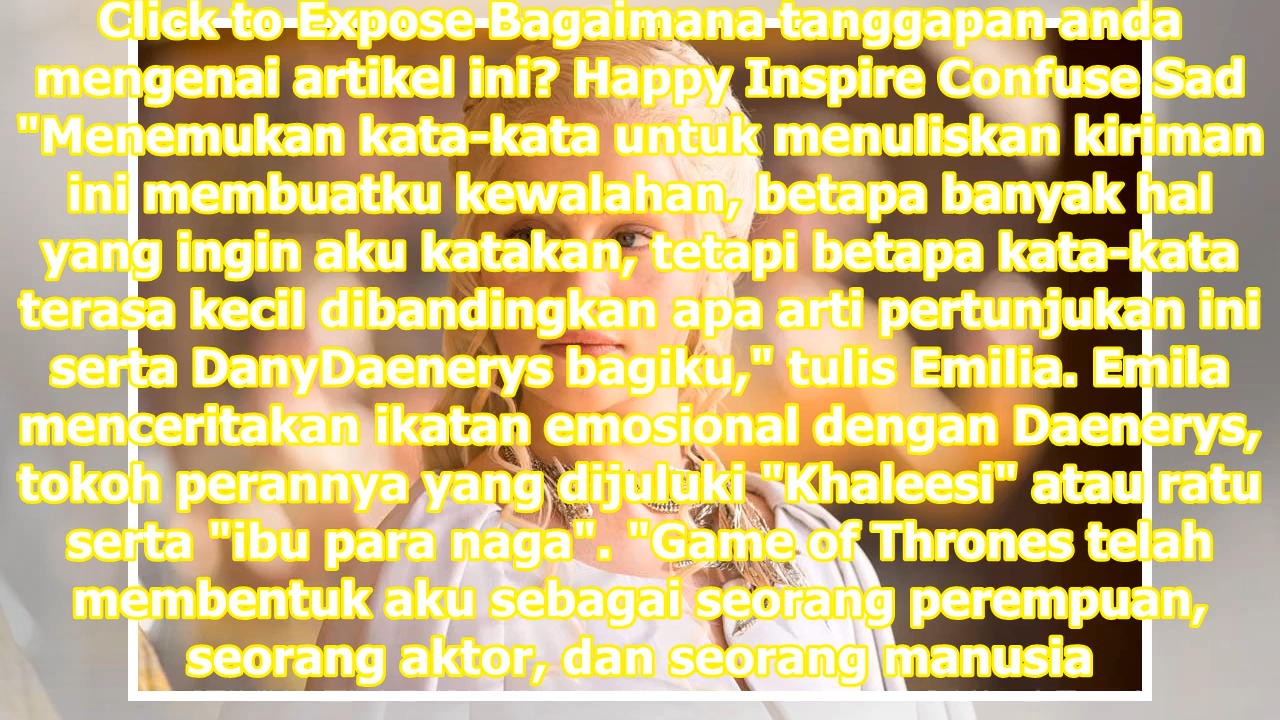 Click to Expose Bagaimana tanggapan anda
mengenai artikel ini? Happy Inspire Confuse Sad
"Menemukan kata-kata untuk menuliskan kiriman
ini membuatku kewalahan, betapa banyak hal
yang ingin aku katakan, tetapi betapa kata-kata
terasa kecil dibandingkan apa arti pertunjukan ini
serta DanyDaenerys bagiku," tulis Emilia. Emila
menceritakan ikatan emosional dengan Daenerys,
tokoh perannya yang dijuluki "Khaleesi" atau ratu
serta "ibu para naga". "Game of Thrones telah
membentuk aku sebagai seorang perempuan,
seorang aktor, dan seorang manusia